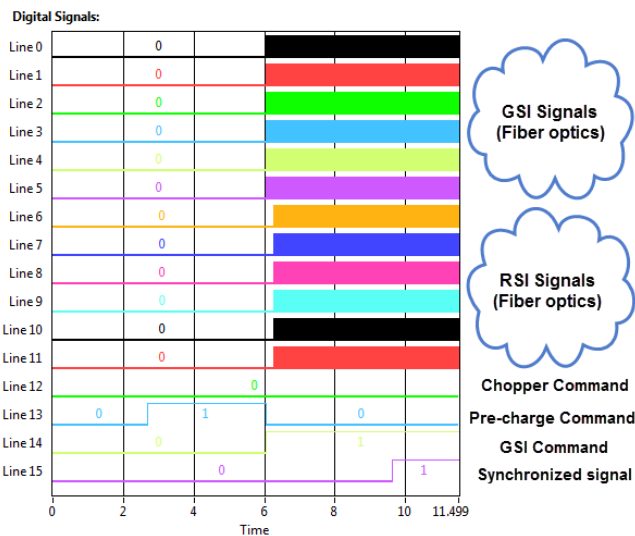 Digital Signals:
Line 0 0
Line 1 0
Line 2 0
Line 3 0
Line 4 0
Line 5 0
GSI Signals
(Fiber optics)
Line 6 0
Line 7 0
Line 8 0
Line 9 0
Line 10 0
Line 11 0
RSI Signals
(Fiber optics)
Line 12 0 Chopper Command
Line 13 0 1 0 Pre-charge Command
Line 14 0 1 GSI Command
Line 15 0 1 Synchronized signal
0 2 4 6 8 10 11.499
Time